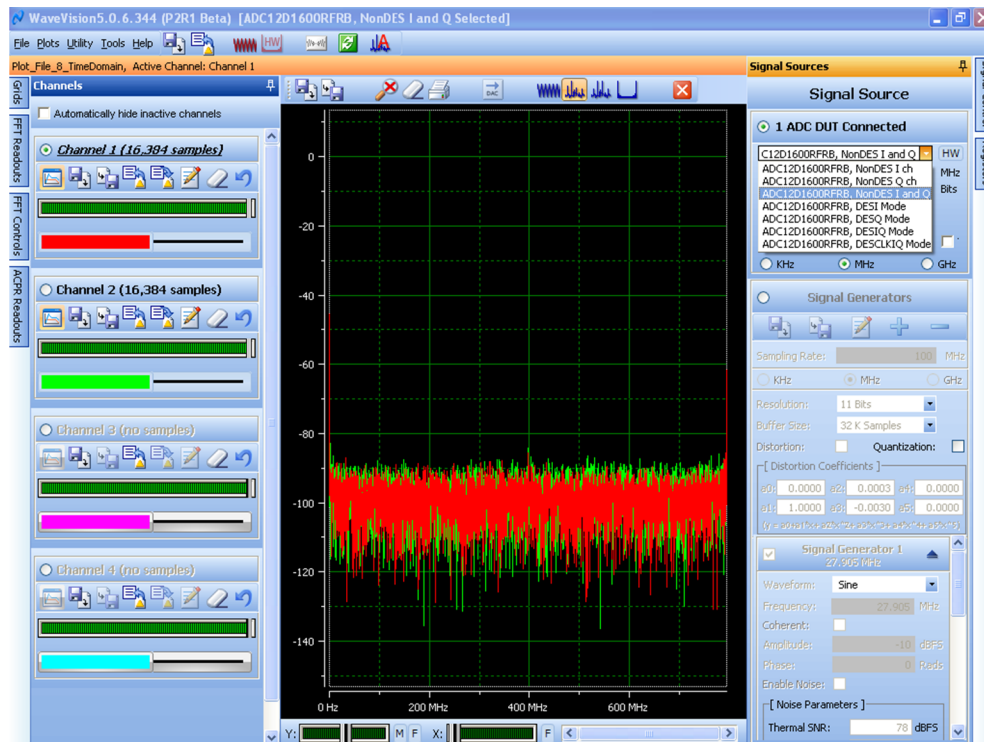 WaveVision5.0.6.344 (P2R1 Beta) [ADC12D1600RFRB, NonDES I and Q Selected]
File Plots Utility Tools Help HW
Plot_File_8_TimeDomain, Active Channel: Channel 1
Grids
FFT Readouts
FFT Controls
ACPR Readouts
Channels
Automatically hide inactive channels
Channel 1 (16,384 samples)
Channel 2 (16,384 samples)
Channel 3 (no samples)
Channel 4 (no samples)
DAC
0
-20
-40
-60
-80
-100
-120
-140
0 Hz 200 MHz 400 MHz 600 MHz
Y: M F X: F
Signal Sources
Signal Source
1 ADC DUT Connected
C12D1600RFRB, NonDES I and Q HW
ADC12D1600RFRB, NonDES I ch MHz
ADC12D1600RFRB, NonDES Q ch
ADC12D1600RFRB, NonDES I and Q Bits
ADC12D1600RFRB, DESI Mode
ADC12D1600RFRB, DESQ Mode
ADC12D1600RFRB, DESIQ Mode
ADC12D1600RFRB, DESCLKIQ Mode
KHz MHz GHz
Signal Generators
Sampling Rate: 100 MHz
KHz MHz GHz
Resolution: 11 Bits
Buffer Size: 32 K Samples
Distortion: Quantization:
[ Distortion Coefficients ]
a0: 0.0000 a2: 0.0003 a4: 0.0000
a1: 1.0000 a3: -0.0030 a5: 0.0000
Signal Generator 1
27.905 MHz
Waveform: Sine
Frequency: 27.905 MHz
Coherent:
Amplitude: -10 dBFS
Phase: 0 Rads
Enable Noise:
[ Noise Parameters ]
Thermal SNR: 78 dBFS